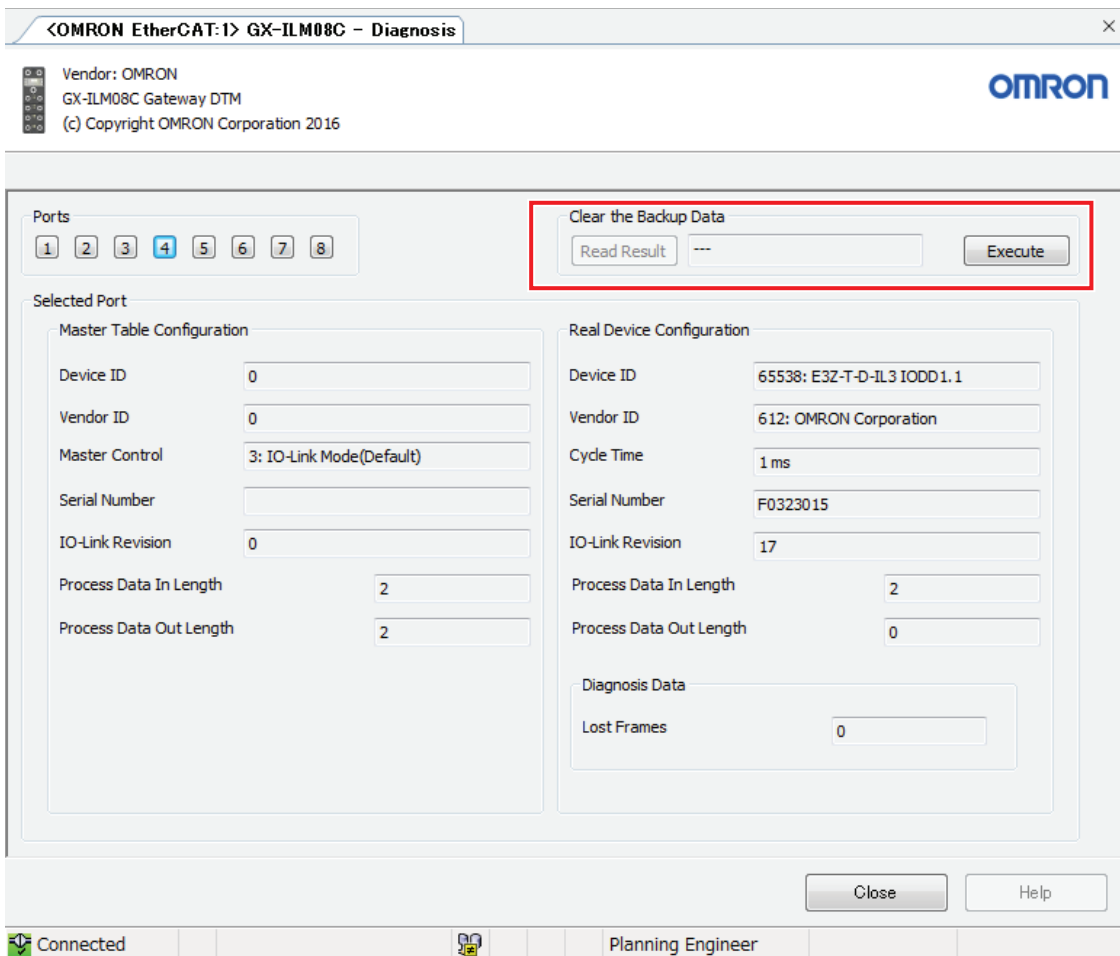 <OMRON EtherCAT:1> GX-ILM08C - Diagnosis
Vendor: OMRON
GX-ILM08C Gateway DTM
(c) Copyright OMRON Corporation 2016
OMRON
Ports
1 2 3 4 5 6 7 8
Clear the Backup Data
Read Result --- Execute
Selected Port
Master Table Configuration
Device ID 0
Vendor ID 0
Master Control 3: IO-Link Mode(Default)
Serial Number
IO-Link Revision 0
Process Data In Length 2
Process Data Out Length 2
Real Device Configuration
Device ID 65538: E3Z-T-D-IL3 IODD1.1
Vendor ID 612: OMRON Corporation
Cycle Time 1 ms
Serial Number F0323015
IO-Link Revision 17
Process Data In Length 2
Process Data Out Length 0
Diagnosis Data
Lost Frames 0
Close Help
Connected Planning Engineer